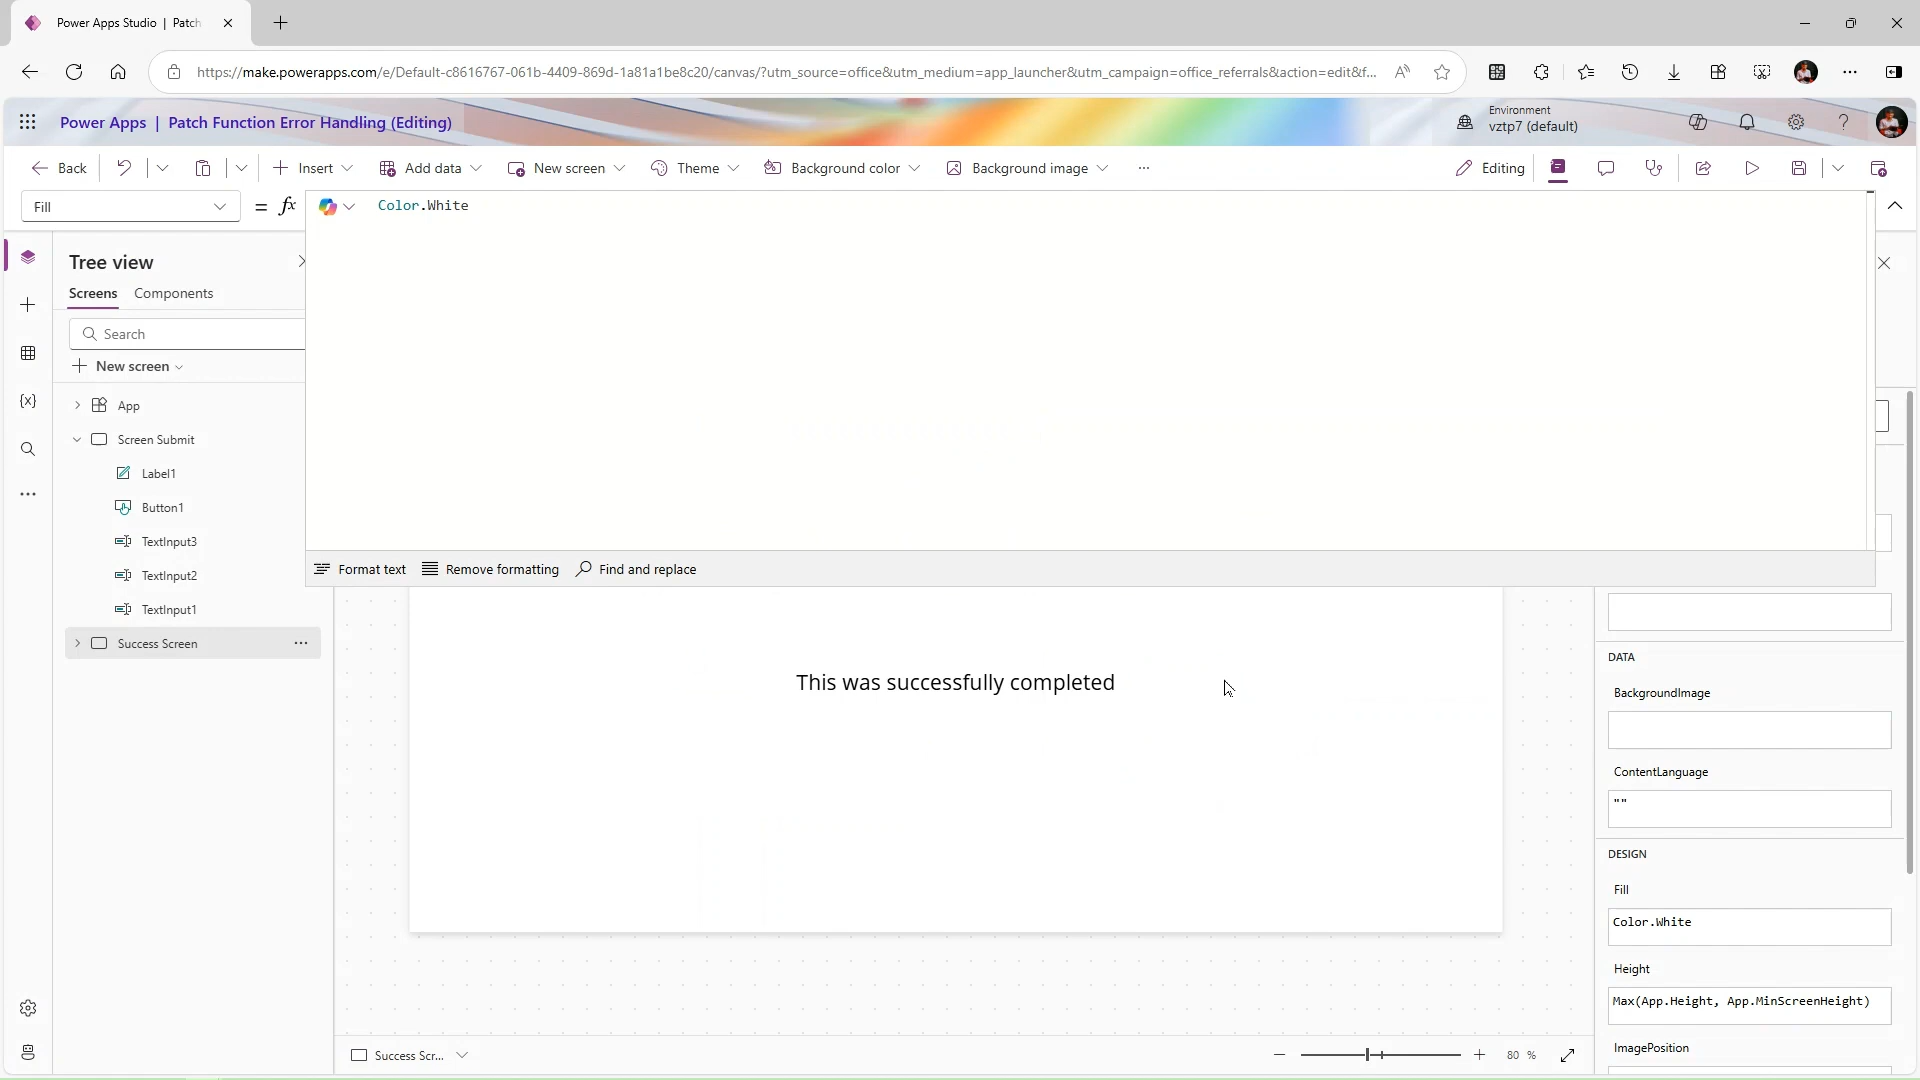 Power Apps Studio | Patch
https://make.powerapps.com/e/Default-c8616767-061b-4409-869d-1a81a1be8c20/canvas/?utm_source=office&utm_medium=app_launcher&utm_campaign=office_referrals&action=edit&f...
Power Apps | Patch Function Error Handling (Editing)
Environment
vztp7 (default)
Back
Insert
Add data
New screen
Theme
Background color
Background image
...
Editing
Fill
= fx
Color.White
Tree view
Screens Components
Search
New screen
App
Screen Submit
Label1
Button1
TextInput3
TextInput2
TextInput1
Success Screen
Format text
Remove formatting
Find and replace
This was successfully completed
DATA
BackgroundImage
ContentLanguage
""
DESIGN
Fill
Color.White
Height
Max(App.Height, App.MinScreenHeight)
ImagePosition
Success Scr...
80 %